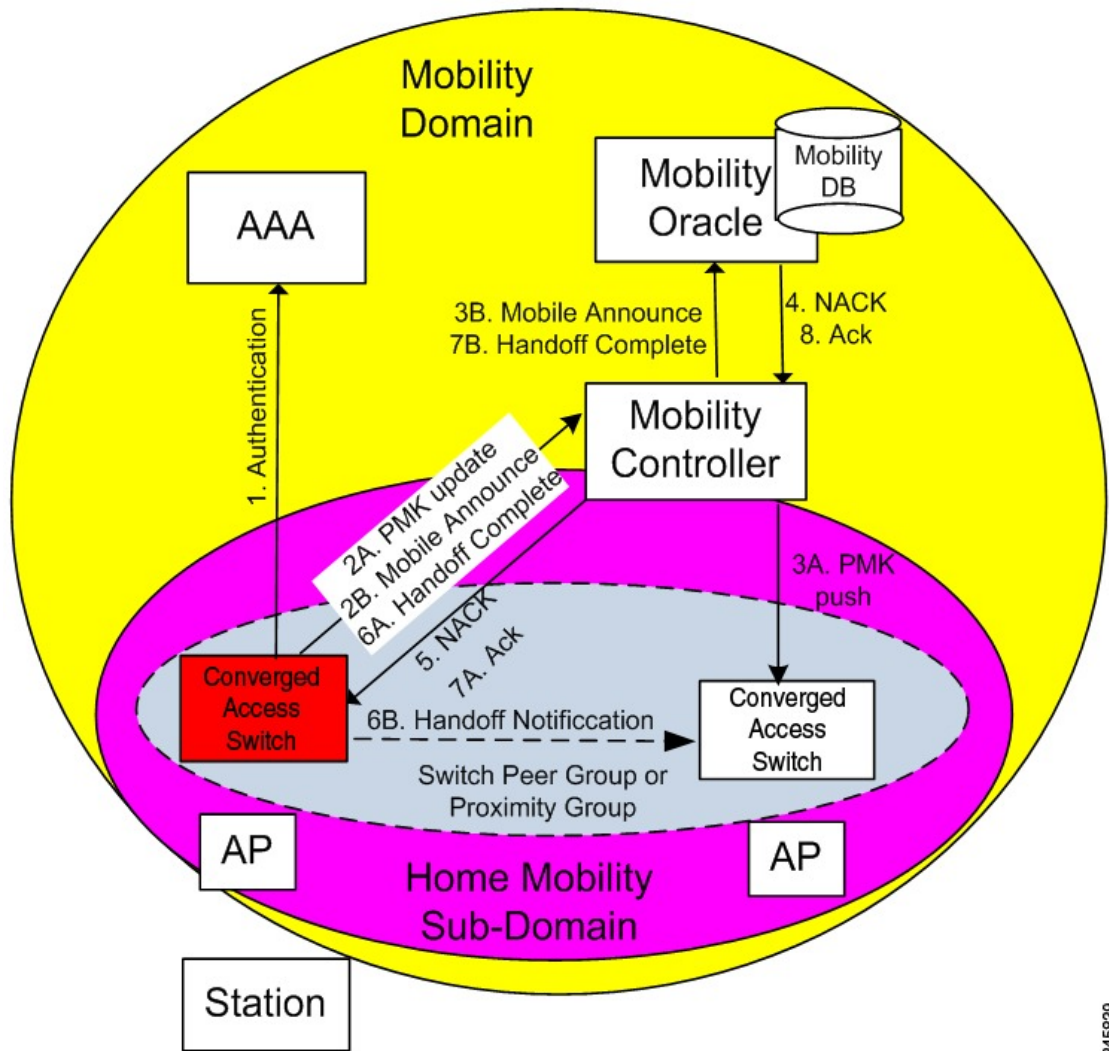 Mobility
Domain
Mobility
DB
Mobility
Oracle
AAA
3B. Mobile Announce
7B. Handoff Complete
4. NACK
8. Ack
1. Authentication
Mobility
Controller
2A. PMK update
2B. Mobile Announce
6A. Handoff Complete
5. NACK
7A. Ack
3A. PMK
push
Converged
Access
Switch
6B. Handoff Notificcation
Converged
Access
Switch
Switch Peer Group or
Proximity Group
AP
AP
Home Mobility
Sub-Domain
Station